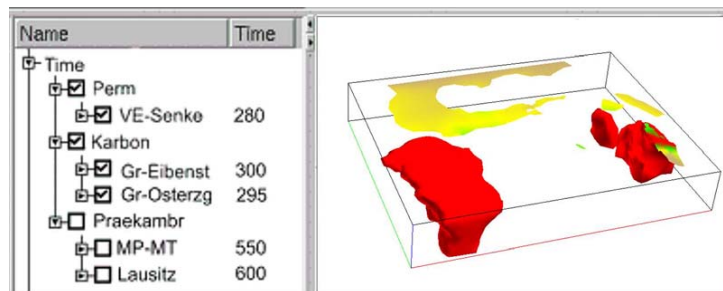 Name Time
Time
Perm
VE-Senke 280
Karbon
Gr-Eibenst 300
Gr-Osterzg 295
Praekambr
MP-MT 550
Lausitz 600